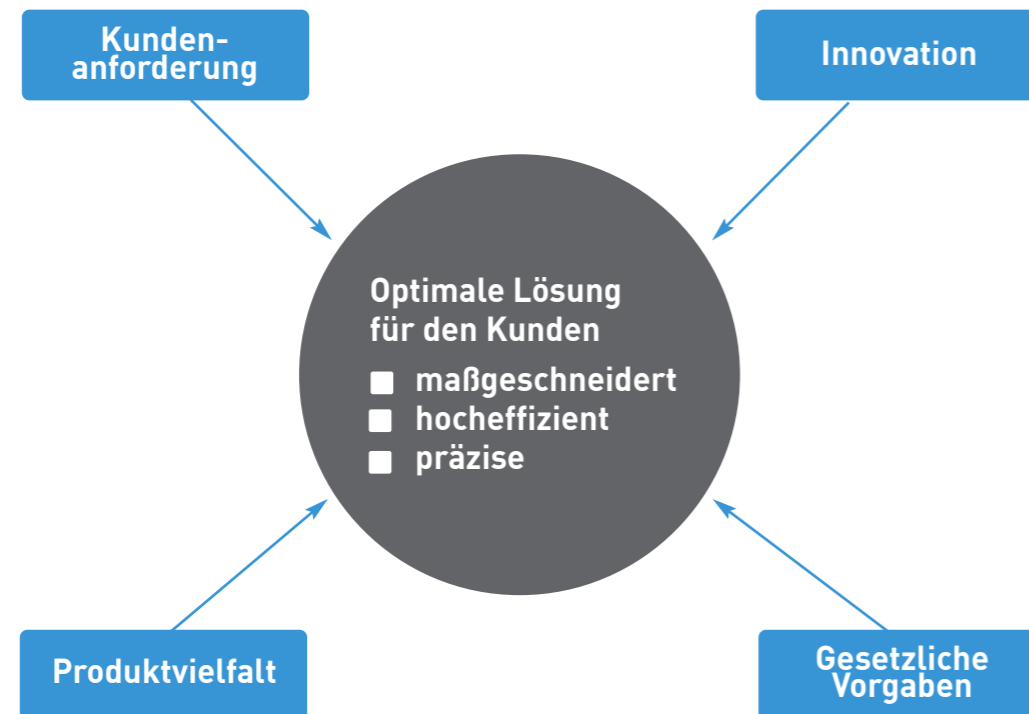 Kunden-
anforderung
Innovation
Optimale Lösung
für den Kunden
maßgeschneidert
hocheffizient
präzise
Produktvielfalt
Gesetzliche
Vorgaben